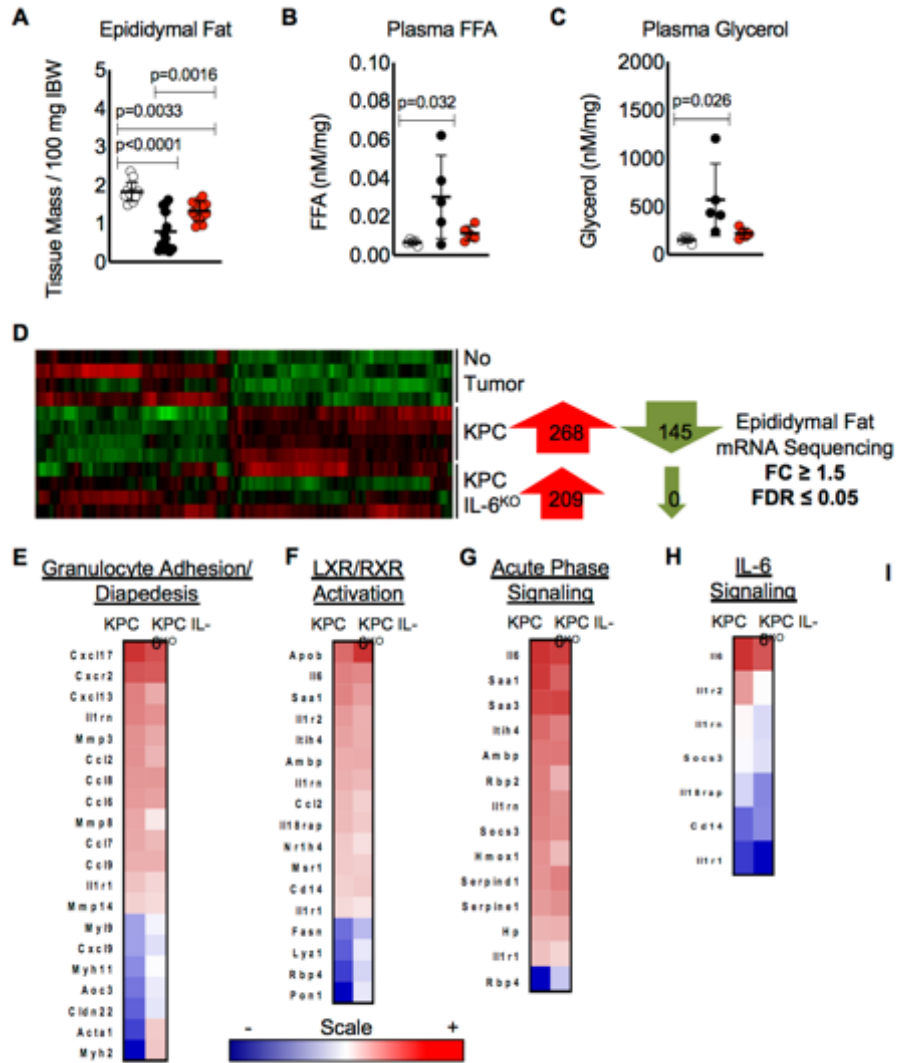 A
Epididymal Fat
Tissue Mass / 100 mg IBW
5
4
3
2
1
0
p=0.0016
p=0.0033
p<0.0001
B
Plasma FFA
FFA (nM/mg)
0.10
0.08
0.06
0.04
0.02
0.00
p=0.032
C
Plasma Glycerol
Glycerol (nM/mg)
2000
1500
1000
500
0
p=0.026
D
No
Tumor
KPC
KPC
IL-6KO
268
145
209
0
Epididymal Fat
mRNA Sequencing
FC ≥ 1.5
FDR ≤ 0.05
E
Granulocyte Adhesion/
Diapedesis
KPC KPC IL-
6KO
Cxcl17
Cxcr2
Cxcl13
Il1rn
Mmp3
Ccl2
Ccl8
Ccl6
Mmp8
Ccl7
Ccl9
Il1r1
Mmp14
Myl9
Cxcl9
Myh11
Aoc3
Cldn22
Acta1
Myh2
F
LXR/RXR
Activation
KPC KPC IL-
6KO
Apob
Il6
Saa1
Il1r2
Itih4
Ambp
Il1rn
Ccl2
Il18rap
Nr1h4
Msr1
Cd14
Il1r1
Fasn
Lyz1
Rbp4
Pon1
G
Acute Phase
Signaling
KPC KPC IL-
6KO
Il6
Saa1
Saa3
Itih4
Ambp
Rbp2
Il1rn
Socs3
Hmox1
Serpind1
Serpine1
Hp
Il1r1
Rbp4
H
IL-6
Signaling
KPC KPC IL-
6KO
Il6
Il1r2
Il1rn
Socs3
Il18rap
Cd14
Il1r1
I
- Scale +